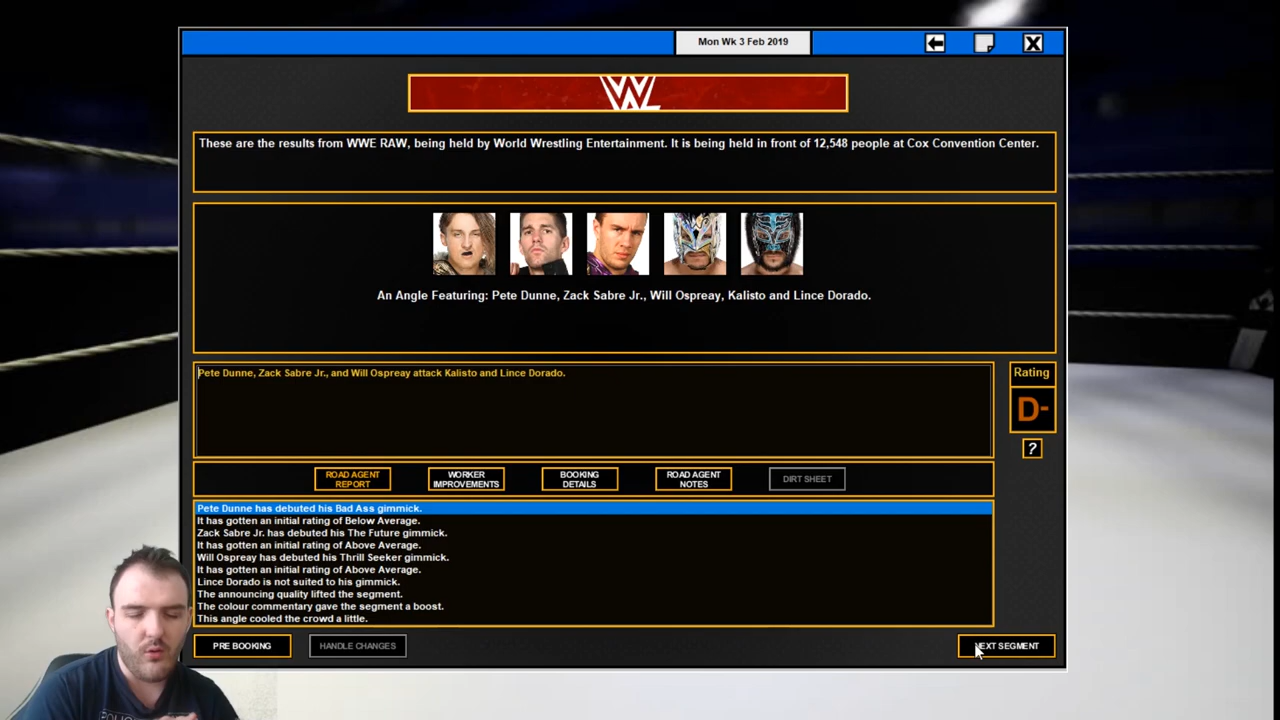 Mon Wk 3 Feb 2019
These are the results from WWE RAW, being held by World Wrestling Entertainment. It is being held in front of 12,548 people at Cox Convention Center.
An Angle Featuring: Pete Dunne, Zack Sabre Jr., Will Ospreay, Kalisto and Lince Dorado.
Pete Dunne, Zack Sabre Jr., and Will Ospreay attack Kalisto and Lince Dorado.
Rating
D-
?
ROAD AGENT REPORT
WORKER IMPROVEMENTS
BOOKING DETAILS
ROAD AGENT NOTES
DIRT SHEET
Pete Dunne has debuted his Bad Ass gimmick.
It has gotten an initial rating of Below Average.
Zack Sabre Jr. has debuted his The Future gimmick.
It has gotten an initial rating of Above Average.
Will Ospreay has debuted his Thrill Seeker gimmick.
It has gotten an initial rating of Above Average.
Lince Dorado is not suited to his gimmick.
The announcing quality lifted the segment.
The colour commentary gave the segment a boost.
This angle cooled the crowd a little.
PRE BOOKING
HANDLE CHANGES
NEXT SEGMENT